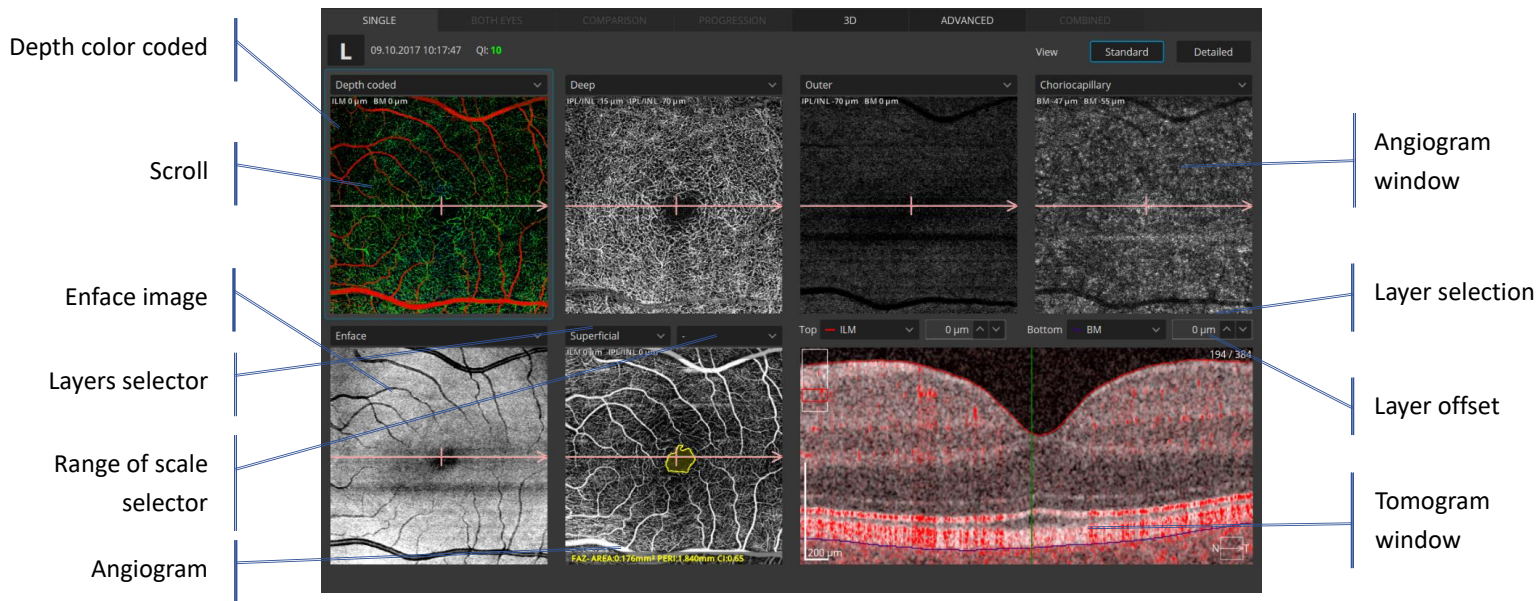 Depth color coded
Scroll
Enface image
Layers selector
Range of scale
selector
Angiogram
SINGLE
BOTH EYES
COMPARISON
PROGRESSION
3D
ADVANCED
COMBINED
L
09.10.2017 10:17:47
QI: 10
View
Standard
Detailed
Depth coded
ILM 0 µm BM 0 µm
Deep
IPL/INL -15 µm IPL/INL -70 µm
Outer
IPL/INL -70 µm BM 0 µm
Choriocapillary
BM -47 µm BM -55 µm
Enface
Superficial
-
ILM 0 µm IPL/INL 0 µm
FAZ- AREA:0.176mm² PERI:1.840mm CI:0.65
Top
ILM
0 µm
Bottom
BM
0 µm
194 / 384
200 µm
N
T
Angiogram
window
Layer selection
Layer offset
Tomogram
window